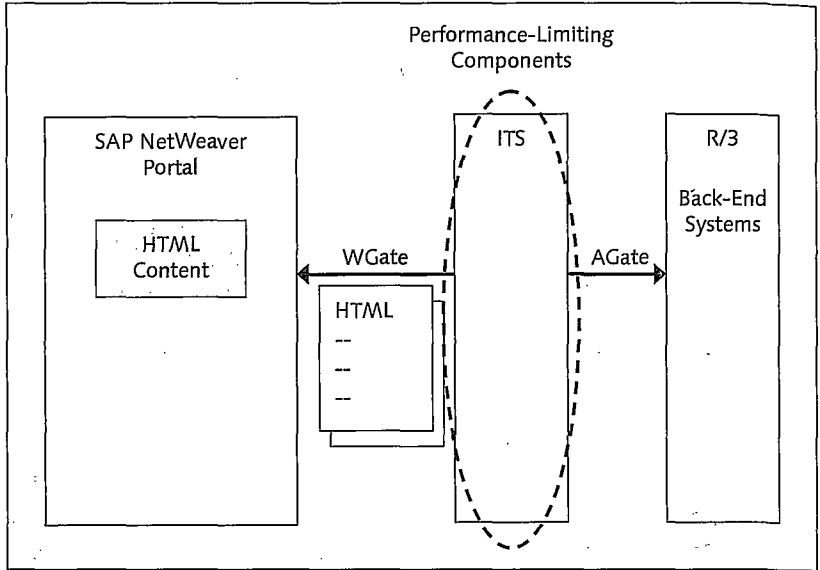 Performance-Limiting
Components
SAP NetWeaver
Portal
ITS
R/3
Back-End
Systems
HTML
Content
WGate
AGate
HTML
--
--
--